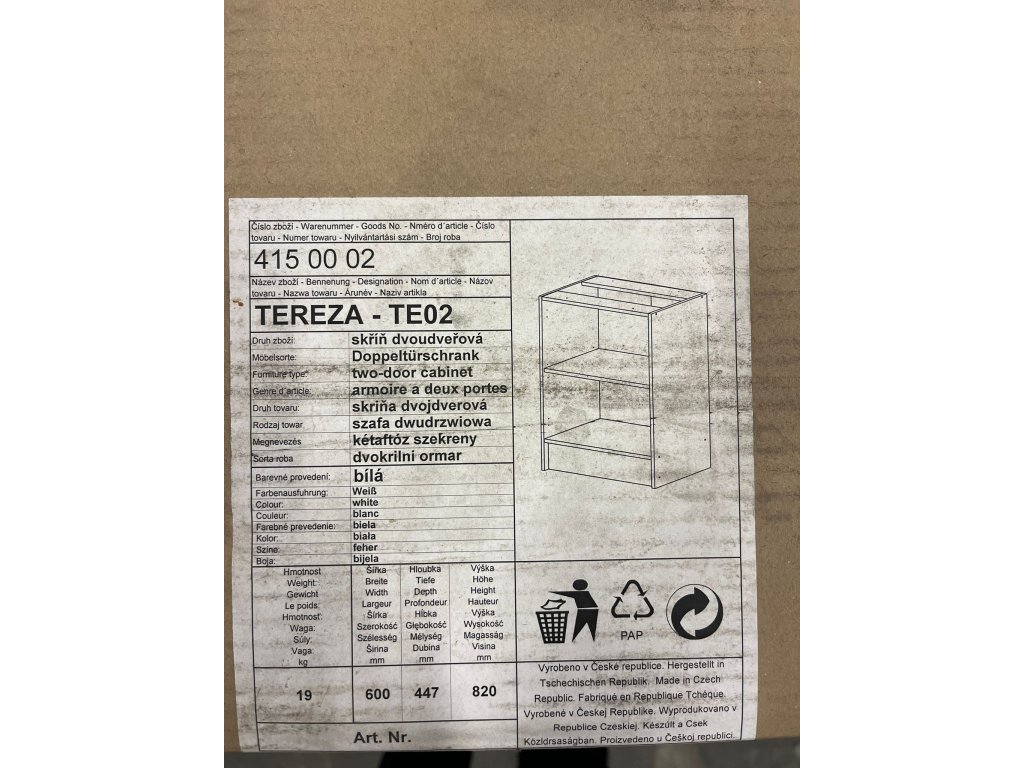 Číslo zboží - Warenummer - Goods No. - Nméro d´article - Číslo
tovaru - Numer towaru - Nyilvántartási szám - Broj roba
415 00 02
Název zboží - Bennenung - Designation - Nom d´article - Názov
tovaru - Nazwa towaru - Árunév - Naziv artikla
TEREZA - TE02
Druh zboží: skříň dvoudveřová
Möbelsorte: Doppeltürschrank
Furniture type: two-door cabinet
Genre d´article: armoire a deux portes
Druh tovaru: skriňa dvojdverová
Rodzaj towar szafa dwudrzwiowa
Megnevezés kétaftóz szekreny
Sorta roba dvokrilni ormar
Barevné provedení: bílá
Farbenausfuhrung: Weiß
Colour: white
Couleur: blanc
Farebné prevedenie: biela
Kolor: biała
Színe: feher
Boja: bijela
Hmotnost Šířka Hloubka Výška
Weight: Breite Tiefe Höhe
Gewicht Width Depth Height
Le poids: Largeur Profondeur Hauteur
Hmotnosť: Šírka Hĺbka Výška
Waga: Szerokość Głębokość Wysokość
Súly: Szélesség Mélység Magasság
Vaga: Širina Dubina Visina
kg mm mm mm
19 600 447 820
Art. Nr.
PAP
Vyrobeno v České republice. Hergestellt in
Tschechischen Republik. Made in Czech
Republic. Fabriqué en Republique Tchéque.
Vyrobené v Českej Republike. Wyprodukowano v
Republice Czeskiej. Készült a Csek
Közldrsaságban. Proizvedeno u Češkoj republici.